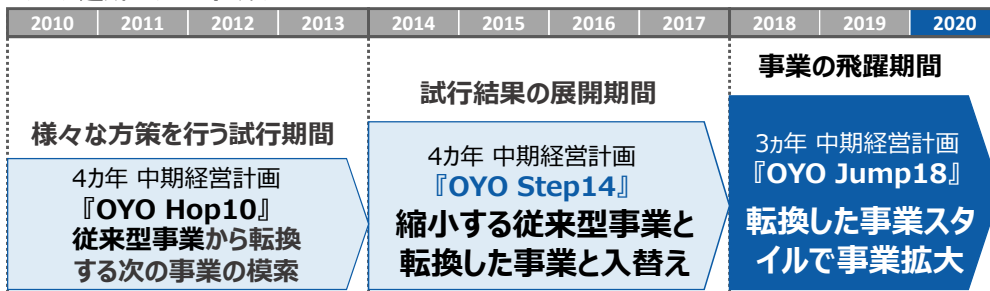 2010 2011 2012 2013 2014 2015 2016 2017 2018 2019 2020
様々な方策を行う試行期間
4カ年 中期経営計画
『OYO Hop10』
従来型事業から転換
する次の事業の模索
試行結果の展開期間
4カ年 中期経営計画
『OYO Step14』
縮小する従来型事業と
転換した事業と入替え
事業の飛躍期間
3カ年 中期経営計画
『OYO Jump18』
転換した事業スタ
イルで事業拡大